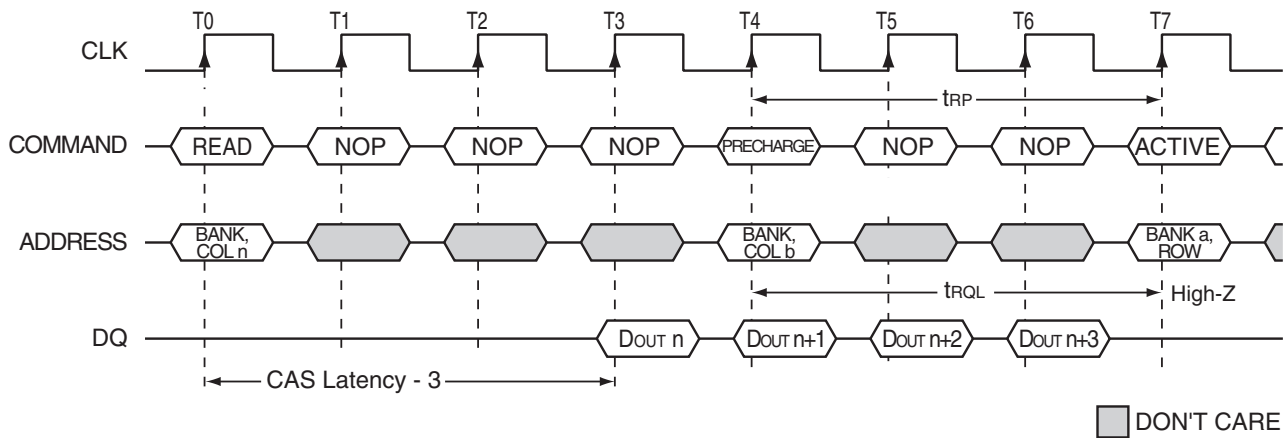 T0 T1 T2 T3 T4 T5 T6 T7
CLK
tRP
COMMAND READ NOP NOP NOP PRECHARGE NOP NOP ACTIVE
ADDRESS BANK, COL n BANK, COL b BANK a, ROW
tRQL High-Z
DQ DOUT n DOUT n+1 DOUT n+2 DOUT n+3
CAS Latency - 3
DON'T CARE